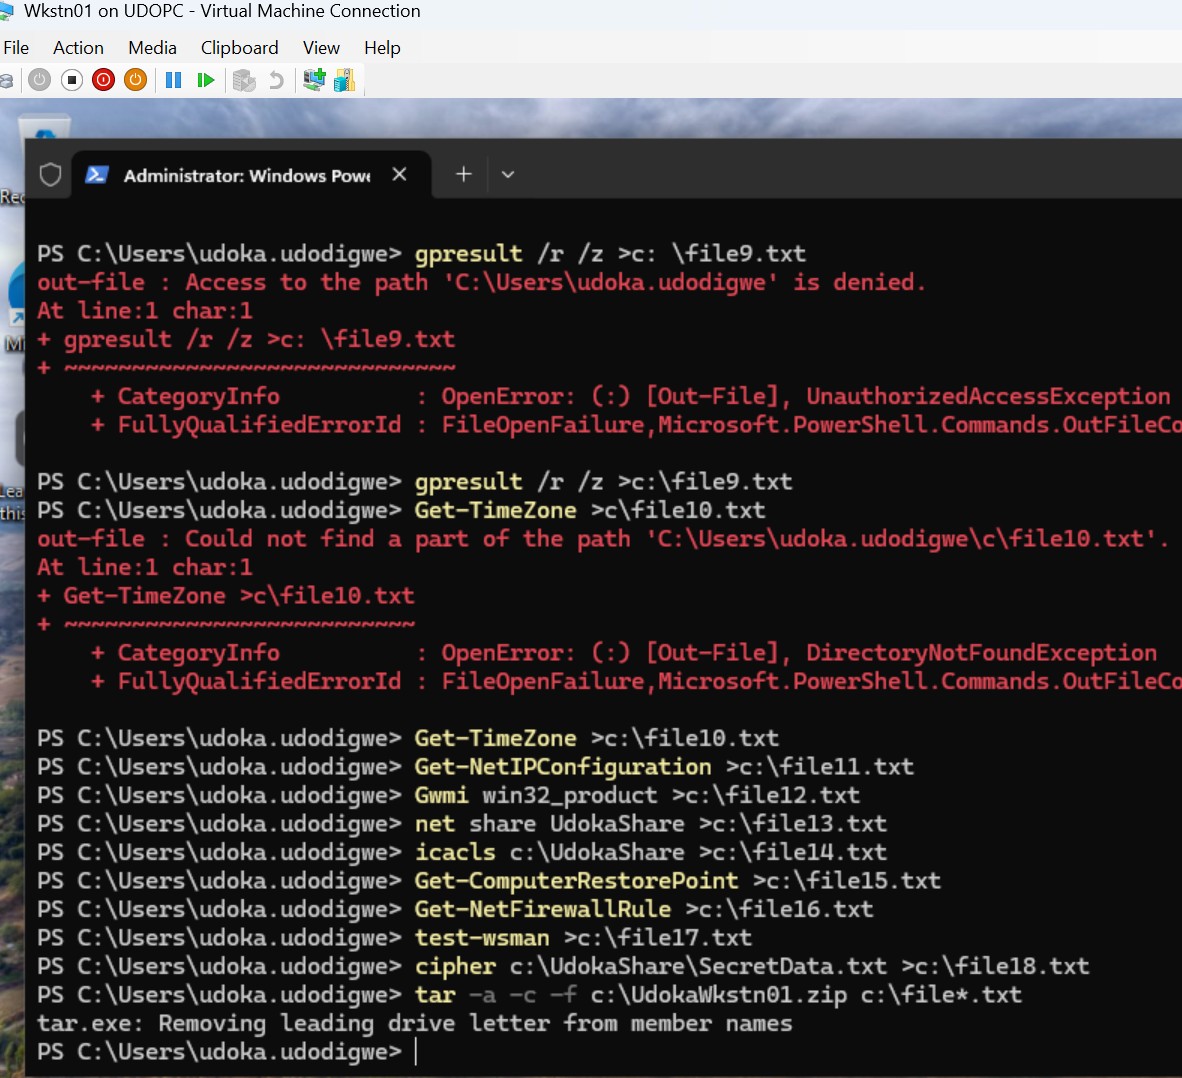 Wkstn01 on UDOPC - Virtual Machine Connection
File Action Media Clipboard View Help
Administrator: Windows Powe
Rec
PS C:\Users\udoka.udodigwe> gpresult /r /z >c: \file9.txt
out-file : Access to the path 'C:\Users\udoka.udodigwe' is denied.
At line:1 char:1
+ gpresult /r /z >c: \file9.txt
+ ~~~~~~~~~~~~~~~~~~~~~~~~~~~~~
+ CategoryInfo : OpenError: (:) [Out-File], UnauthorizedAccessException
+ FullyQualifiedErrorId : FileOpenFailure,Microsoft.PowerShell.Commands.OutFileCo
PS C:\Users\udoka.udodigwe> gpresult /r /z >c:\file9.txt
Lea
this
PS C:\Users\udoka.udodigwe> Get-TimeZone >c\file10.txt
out-file : Could not find a part of the path 'C:\Users\udoka.udodigwe\c\file10.txt'.
At line:1 char:1
+ Get-TimeZone >c\file10.txt
+ ~~~~~~~~~~~~~~~~~~~~~~~~~~
+ CategoryInfo : OpenError: (:) [Out-File], DirectoryNotFoundException
+ FullyQualifiedErrorId : FileOpenFailure,Microsoft.PowerShell.Commands.OutFileCo
PS C:\Users\udoka.udodigwe> Get-TimeZone >c:\file10.txt
PS C:\Users\udoka.udodigwe> Get-NetIPConfiguration >c:\file11.txt
PS C:\Users\udoka.udodigwe> Gwmi win32_product >c:\file12.txt
PS C:\Users\udoka.udodigwe> net share UdokaShare >c:\file13.txt
PS C:\Users\udoka.udodigwe> icacls c:\UdokaShare >c:\file14.txt
PS C:\Users\udoka.udodigwe> Get-ComputerRestorePoint >c:\file15.txt
PS C:\Users\udoka.udodigwe> Get-NetFirewallRule >c:\file16.txt
PS C:\Users\udoka.udodigwe> test-wsman >c:\file17.txt
PS C:\Users\udoka.udodigwe> cipher c:\UdokaShare\SecretData.txt >c:\file18.txt
PS C:\Users\udoka.udodigwe> tar -a -c -f c:\UdokaWkstn01.zip c:\file*.txt
tar.exe: Removing leading drive letter from member names
PS C:\Users\udoka.udodigwe>